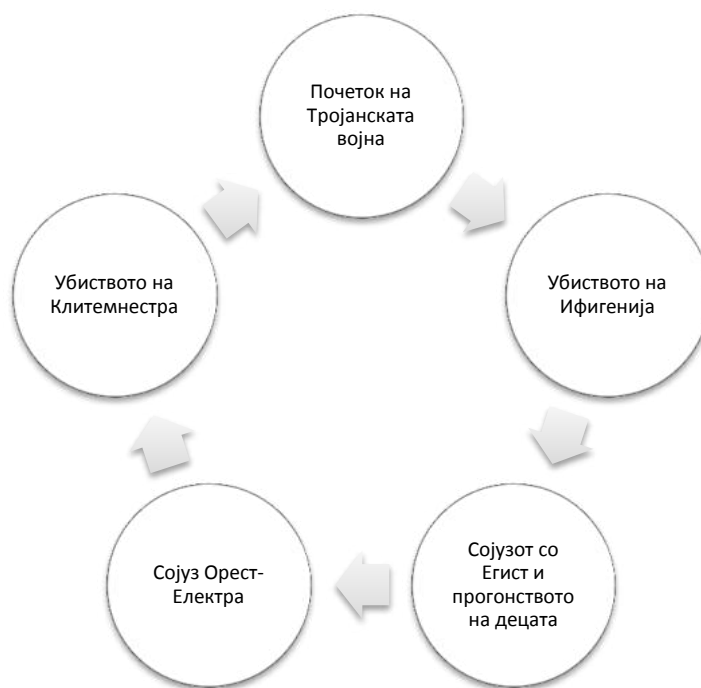 Почеток на
Тројанската
војна
Убиството на
Ифигенија
Сојузот со
Егист и
прогонството
на децата
Сојуз Орест-
Електра
Убиството на
Клитемнестра